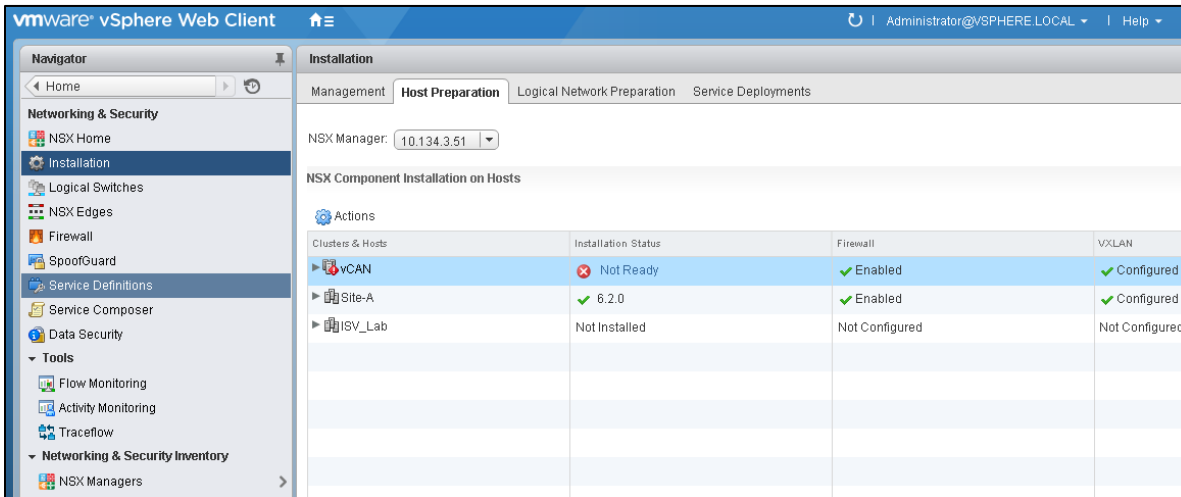 vmware® vSphere Web Client
Administrator@VSPHERE.LOCAL
Help
Navigator
Home
Networking & Security
NSX Home
Installation
Logical Switches
NSX Edges
Firewall
SpoofGuard
Service Definitions
Service Composer
Data Security
Tools
Flow Monitoring
Activity Monitoring
Traceflow
Networking & Security Inventory
NSX Managers
Installation
Management Host Preparation Logical Network Preparation Service Deployments
NSX Manager: 10.134.3.51
NSX Component Installation on Hosts
Actions
Clusters & Hosts Installation Status Firewall VXLAN
vCAN Not Ready Enabled Configured
Site-A 6.2.0 Enabled Configured
ISV_Lab Not Installed Not Configured Not Configured